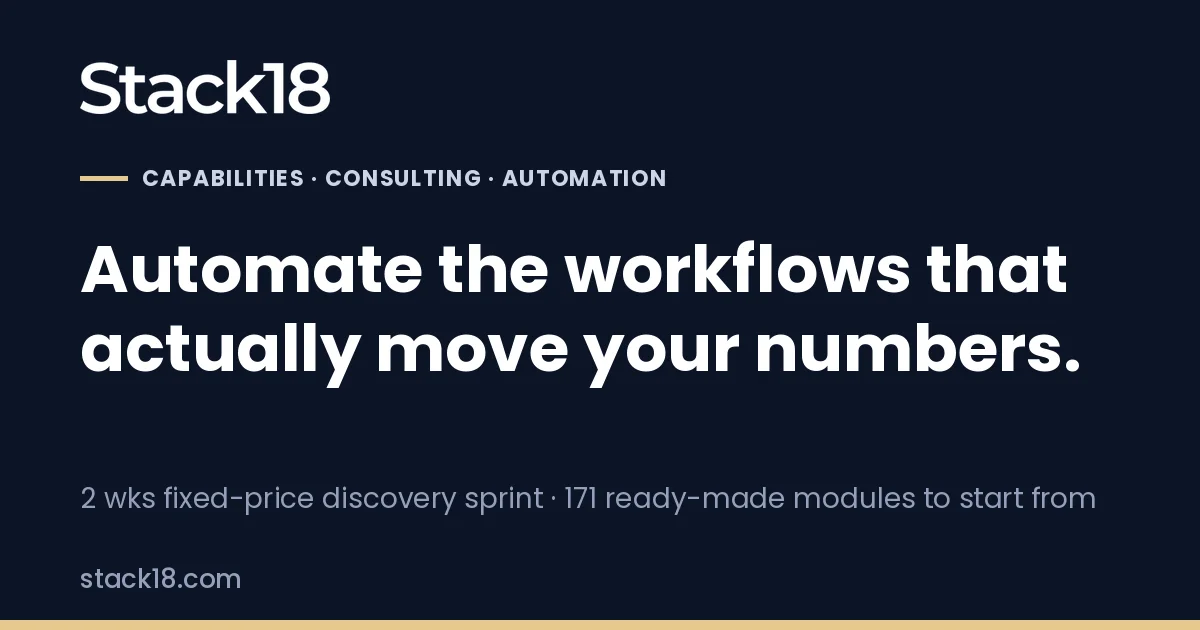 Stack18
CAPABILITIES · CONSULTING · AUTOMATION
Automate the workflows that
actually move your numbers.
2 wks fixed-price discovery sprint · 171 ready-made modules to start from
stack18.com